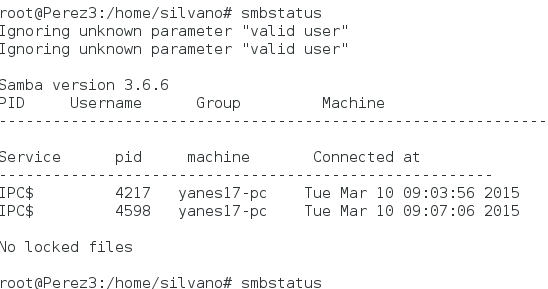 root@Perez3:/home/silvano# smbstatus
Ignoring unknown parameter "valid user"
Ignoring unknown parameter "valid user"
Samba version 3.6.6
PID     Username      Group         Machine
-------------------------------------------------------------
Service      pid     machine       Connected at
-------------------------------------------------------
IPC$         4217   yanes17-pc    Tue Mar 10 09:03:56 2015
IPC$         4598   yanes17-pc    Tue Mar 10 09:07:06 2015
No locked files
root@Perez3:/home/silvano# smbstatus